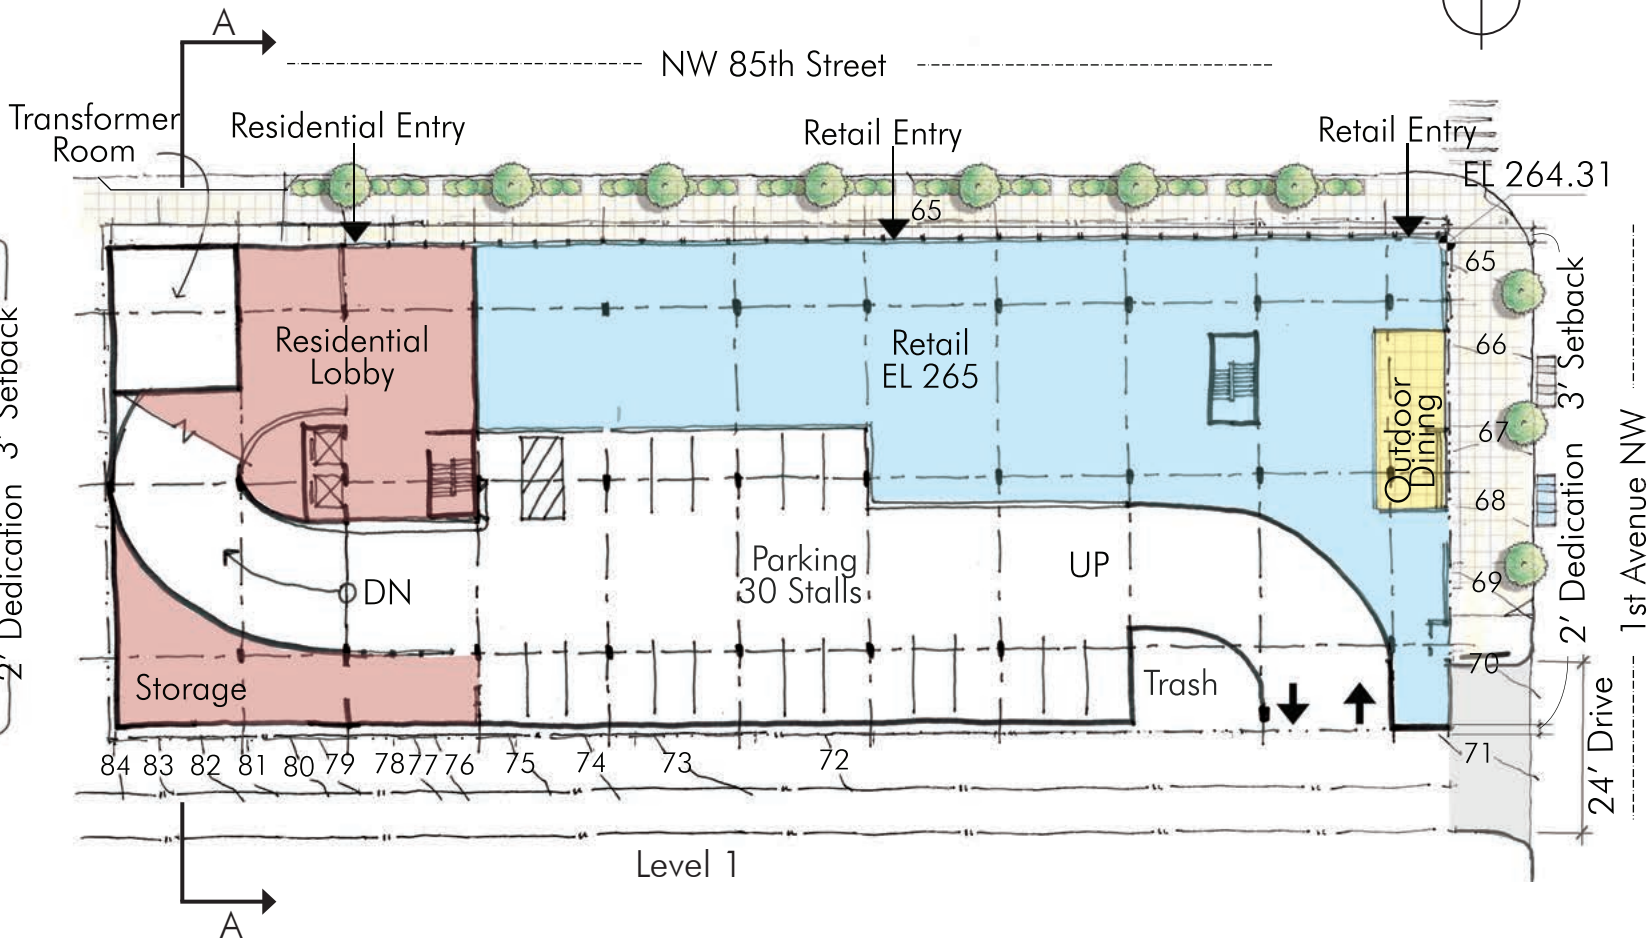 A
NW 85th Street
Transformer
Room
Residential Entry
Retail Entry
Retail Entry
EL 264.31
65
65
66
67
68
69
70
71
Residential
Lobby
Retail
EL 265
Outdoor
Dining
Parking
30 Stalls
UP
DN
Storage
Trash
84 83 82 81 80 79 78 77 76 75 74 73 72
Level 1
A
2' Dedication 3' Setback
2' Dedication 3' Setback
24' Drive
1st Avenue NW